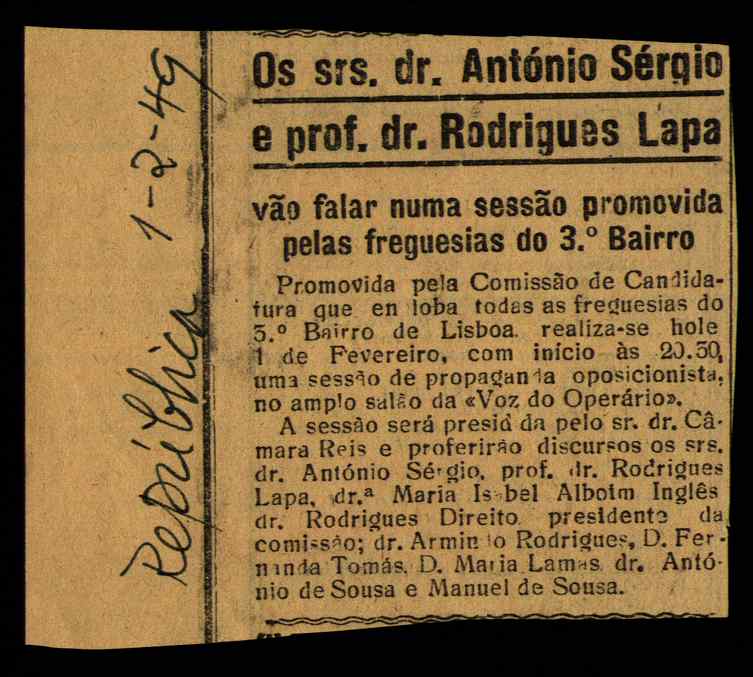 República 1-2-49
Os srs. dr. António Sérgio
e prof. dr. Rodrigues Lapa
vão falar numa sessão promovida
pelas freguesias do 3.º Bairro
Promovida pela Comissão de Candida-
tura que en loba todas as freguesias do
3.º Bairro de Lisboa. realiza-se hole
1 de Fevereiro, com início às 20.30,
uma sessão de propaganda oposicionista,
no amplo salão da «Voz do Operário».
A sessão será presid da pelo sr. dr. Câ-
mara Reis e proferirão discursos os srs.
dr. António Sérgio, prof. dr. Rodrigues
Lapa, dr.ª Maria Isabel Alboim Inglês
dr. Rodrigues Direito presidente da
comissão; dr. Armindo Rodrigues, D. Fer-
nanda Tomás, D. Maria Lamas, dr. Antó-
nio de Sousa e Manuel de Sousa.